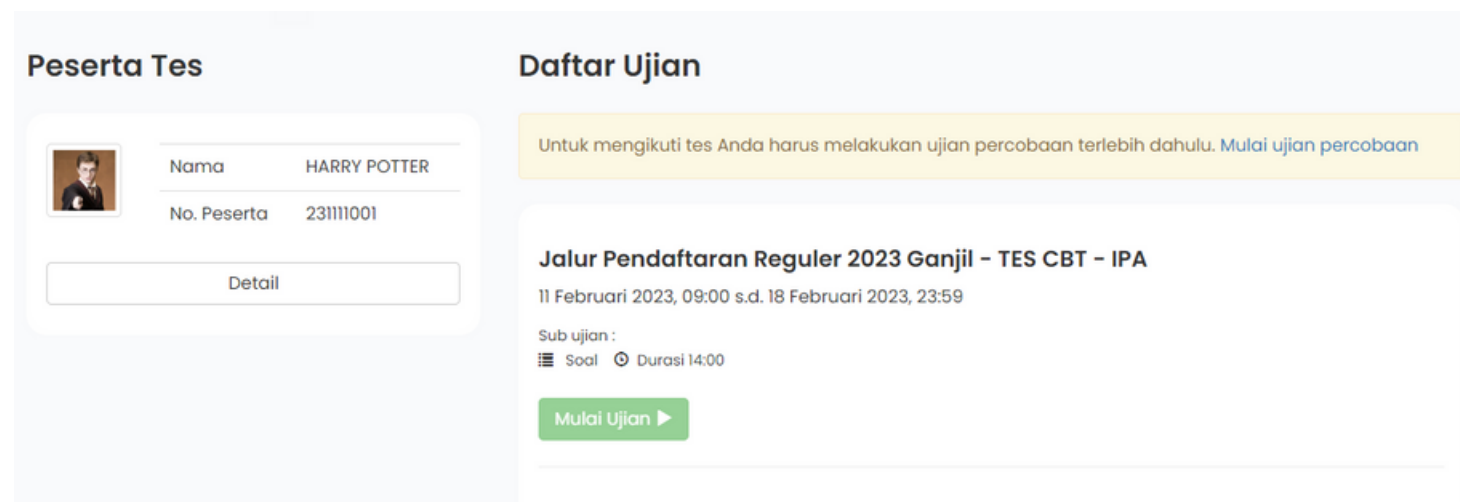 Peserta Tes
Nama HARRY POTTER
No. Peserta 231111001
Detail
Daftar Ujian
Untuk mengikuti tes Anda harus melakukan ujian percobaan terlebih dahulu. Mulai ujian percobaan
Jalur Pendaftaran Reguler 2023 Ganjil - TES CBT - IPA
11 Februari 2023, 09:00 s.d. 18 Februari 2023, 23:59
Sub ujian :
Soal Durasi 14:00
Mulai Ujian